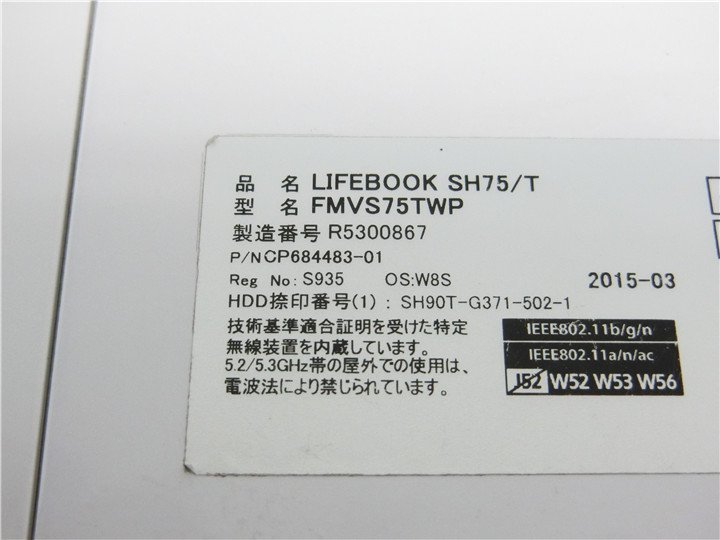 品　名 LIFEBOOK SH75/T
型　名 FMVS75TWP
製造番号 R5300867
P/NCP684483-01
Reg No: S935 OS:W8S 2015-03
HDD捺印番号(1) : SH90T-G371-502-1
技術基準適合証明を受けた特定
無線装置を内蔵しています。
5.2/5.3GHz帯の屋外での使用は、
電波法により禁じられています。
IEEE802.11b/g/n
IEEE802.11a/n/ac
J52 W52 W53 W56